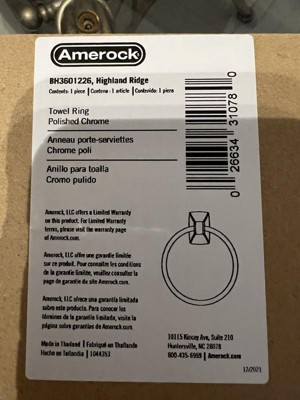 Amerock®
BH3601226, Highland Ridge
Contents: 1 piece | Contenu : 1 article | Contenido: 1 pieza
Towel Ring
Polished Chrome
Anneau porte-serviettes
Chrome poli
Anillo para toalla
Cromo pulido
0 26634 31078 0
Amerock, LLC offers a Limited Warranty
on this product. For Limited Warranty
terms, please visit the warranty page
at Amerock.com.
Amerock, LLC offre une garantie limitée
sur ce produit. Pour connaître les conditions
de la garantie limitée, veuillez consulter la
page de garantie du site Amerock.com.
Amerock, LLC ofrece una garantía limitada
sobre este producto. Para conocer los
términos de la garantía limitada, visite la
página sobre garantías de Amerock.com.
Made in Thailand | Fabriqué en Thaïlande
Hecho en Tailandia | 1044353
10115 Kincey Ave, Suite 210
Huntersville, NC 28078
800-435-6959 | Amerock.com
12/2021